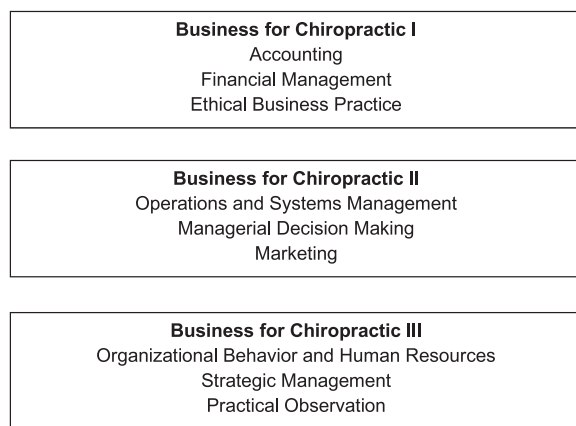 Business for Chiropractic I
Accounting
Financial Management
Ethical Business Practice
Business for Chiropractic II
Operations and Systems Management
Managerial Decision Making
Marketing
Business for Chiropractic III
Organizational Behavior and Human Resources
Strategic Management
Practical Observation